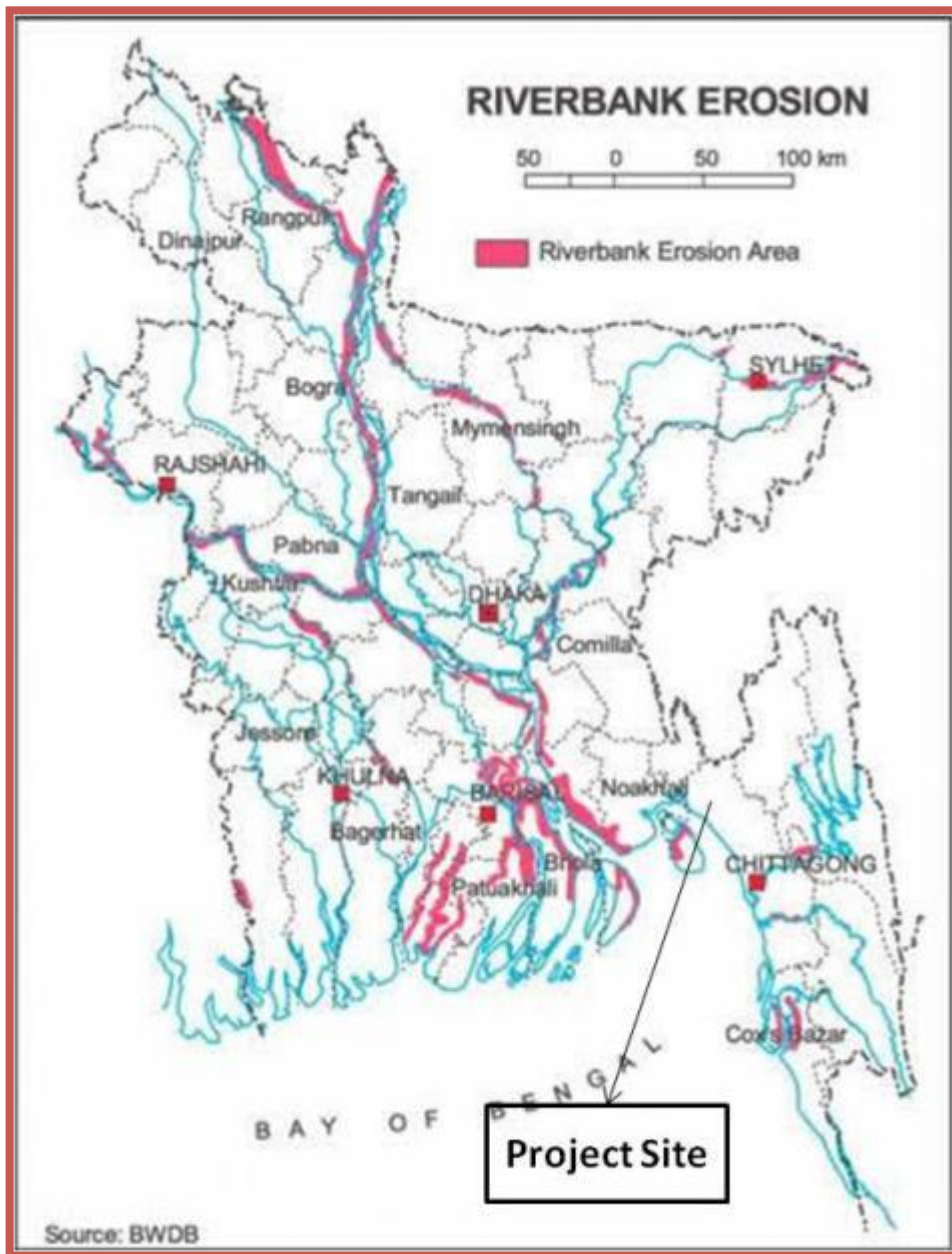 RIVERBANK EROSION
50 0 50 100 km
Riverbank Erosion Area
Rangpur
Dinajpur
SYLHET
Bogra
Mymensingh
RAJSHAHI
Tangail
Pabna
Kushtia
DHAKA
Comilla
Jessore
KHULNA
Noakhali
BARISAL
Bagerhat
Bhola
CHITTAGONG
Patuakhali
Cox's Bazar
BAY OF BENGAL
Project Site
Source: BWDB